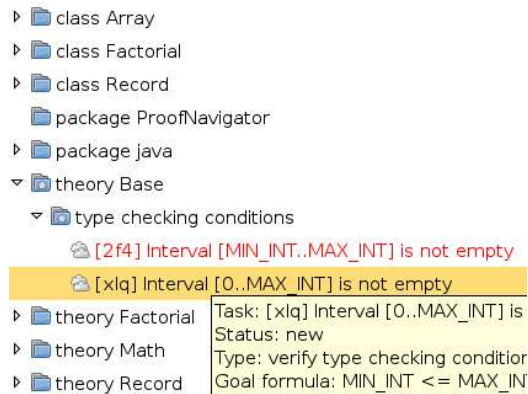 class Array
class Factorial
class Record
package ProofNavigator
package java
theory Base
type checking conditions
[2f4] Interval [MIN_INT..MAX_INT] is not empty
[xlq] Interval [0..MAX_INT] is not empty
theory Factorial
theory Math
theory Record
Task: [xlq] Interval [0..MAX_INT] is
Status: new
Type: verify type checking condition
Goal formula: MIN_INT <= MAX_INT